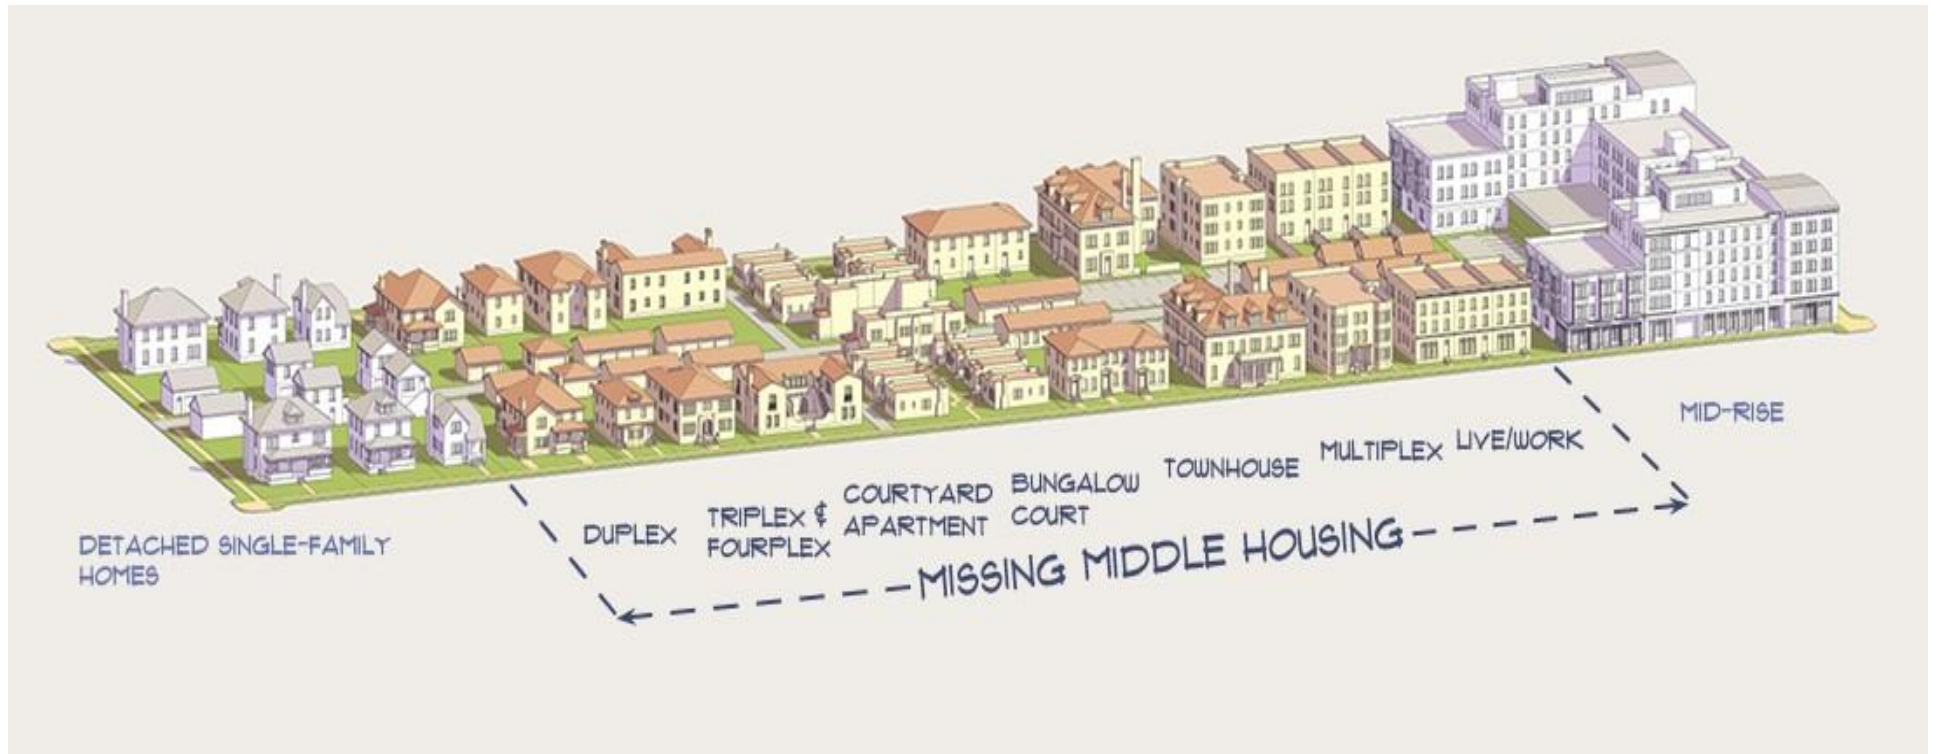 DETACHED SINGLE-FAMILY
HOMES
DUPLEX
TRIPLEX &
FOURPLEX
COURTYARD
APARTMENT
BUNGALOW
COURT
TOWNHOUSE
MULTIPLEX
LIVE/WORK
MID-RISE
MISSING MIDDLE HOUSING